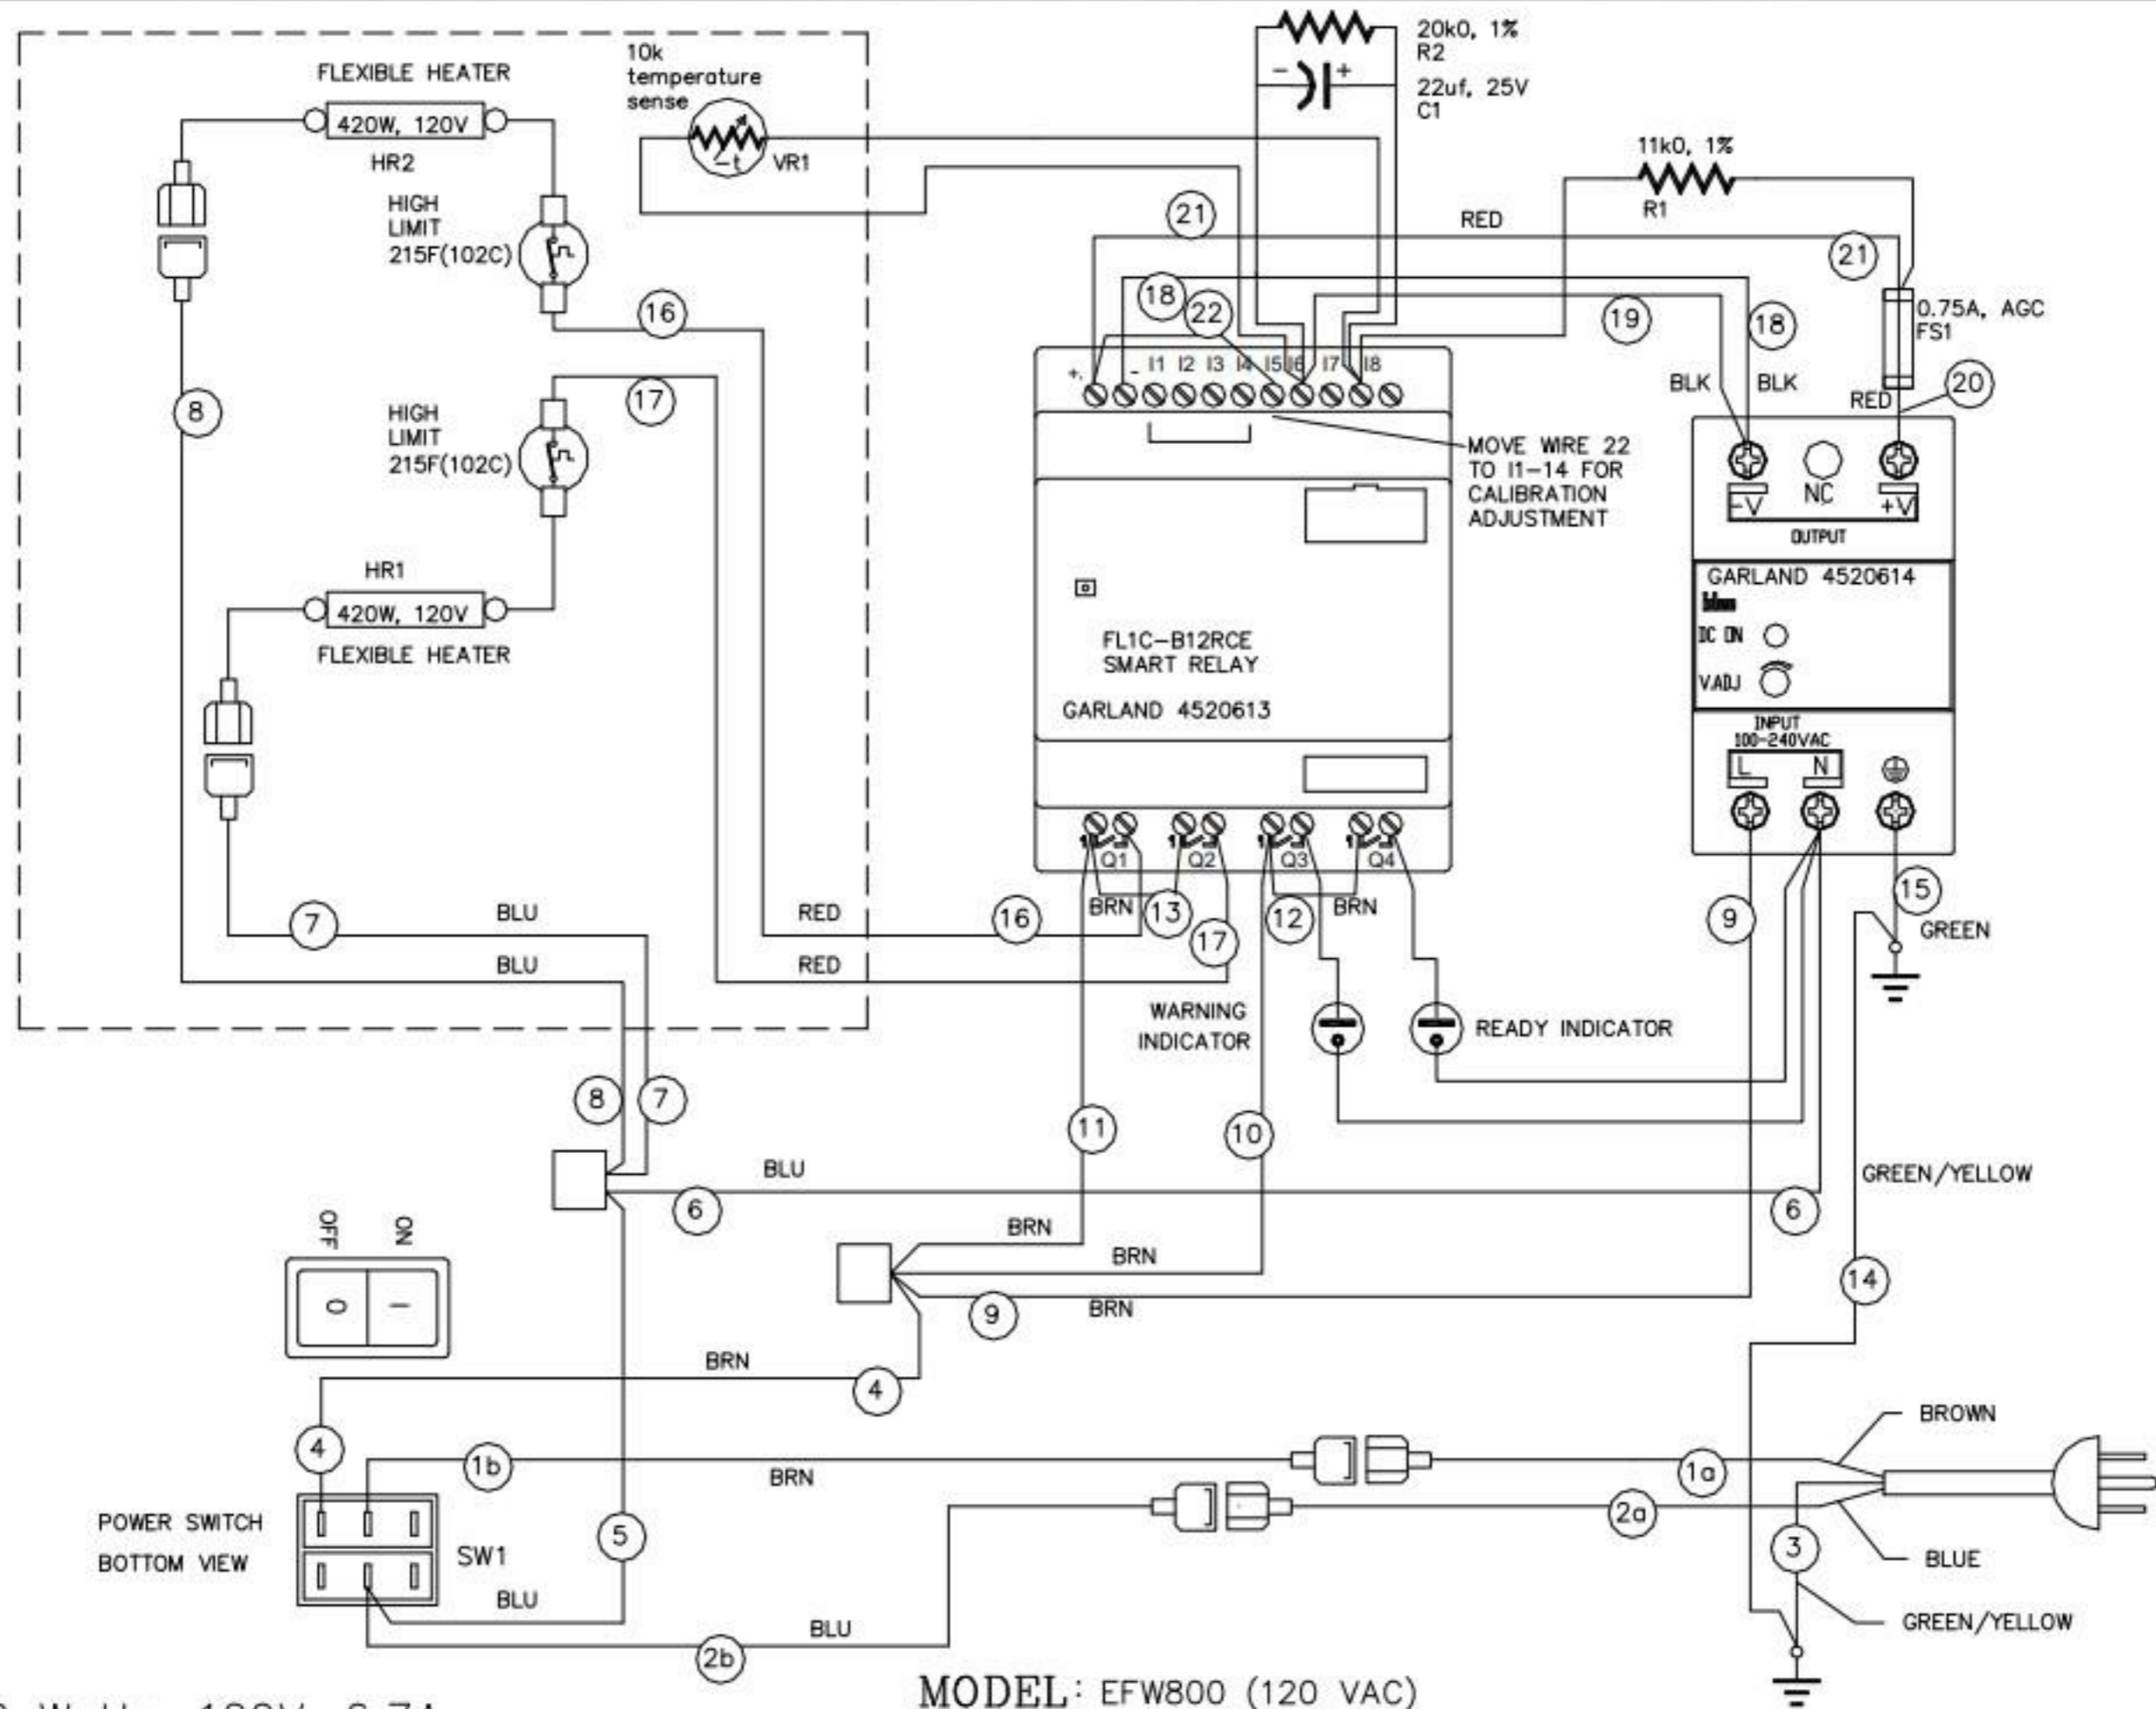 10k
temperature
sense
FLEXIBLE HEATER
420W, 120V
HR2
-t
VR1
HIGH
LIMIT
215F(102C)
16
17
8
HIGH
LIMIT
215F(102C)
HR1
420W, 120V
FLEXIBLE HEATER
7
BLU
BLU
RED
RED
16
17
20k0, 1%
R2
- +
22uf, 25V
C1
11k0, 1%
R1
21
RED
21
18
22
19
18
0.75A, AGC
FS1
BLK
BLK
RED
20
+, - I1 I2 I3 I4 I5 I6 I7 I8
MOVE WIRE 22
TO I1-14 FOR
CALIBRATION
ADJUSTMENT
-V NC +V
OUTPUT
GARLAND 4520614
DC ON
V.ADJ
INPUT
100-240VAC
L N
FL1C-B12RCE
SMART RELAY
GARLAND 4520613
Q1 Q2 Q3 Q4
BRN
13
12
BRN
9
15
GREEN
WARNING
INDICATOR
READY INDICATOR
8
7
11
10
BLU
6
6
GREEN/YELLOW
OFF
ON
O
BRN
BRN
9
BRN
14
BRN
4
4
1b
BRN
1a
BROWN
POWER SWITCH
BOTTOM VIEW
SW1
5
2a
3
BLUE
BLU
BLU
2b
GREEN/YELLOW
MODEL: EFW800 (120 VAC)